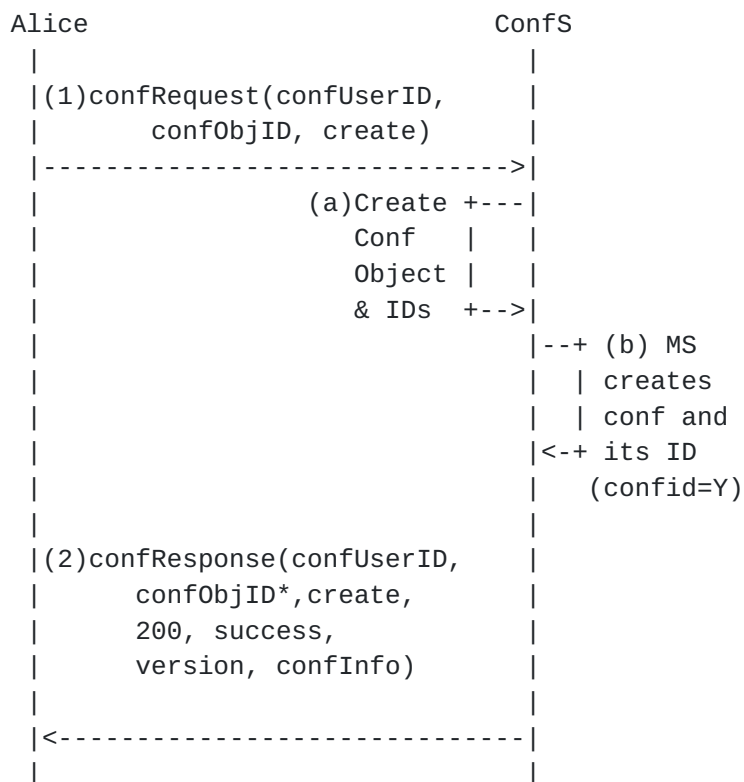 Alice                          ConfS
 |                               |
 |(1)confRequest(confUserID,     |
 |       confObjID, create)      |
 |------------------------------>|
 |                 (a)Create +---|
 |                    Conf   |   |
 |                    Object |   |
 |                    & IDs  +-->|
 |                               |--+ (b) MS
 |                               |  | creates
 |                               |  | conf and
 |                               |<-+ its ID
 |                               |   (confid=Y)
 |                               |
 |(2)confResponse(confUserID,    |
 |      confObjID*,create,       |
 |      200, success,            |
 |      version, confInfo)       |
 |                               |
 |<------------------------------|
 |                               |